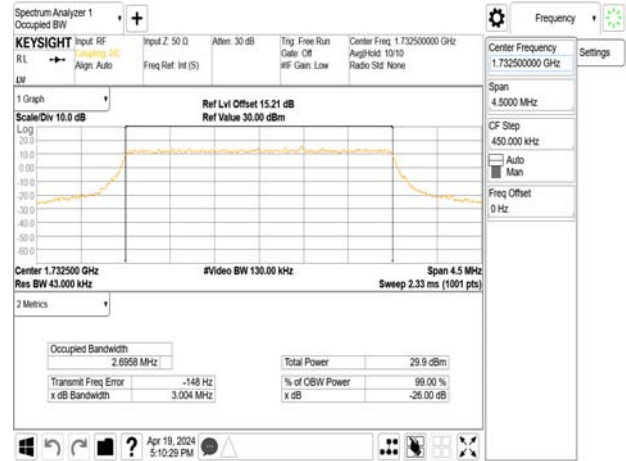 Spectrum Analyzer 1
Occupied BW
+
Frequency
KEYSIGHT
RL
Input: RF
Coupling: DC
Align: Auto
Input Z: 50 Ω
Freq Ref: Int (S)
Atten: 30 dB
Trig: Free Run
Gate: Off
#IF Gain: Low
Center Freq: 1.732500000 GHz
Avg|Hold: 10/10
Radio Std: None
Center Frequency
1.732500000 GHz
Settings
Span
4.5000 MHz
CF Step
450.000 kHz
Auto
Man
Freq Offset
0 Hz
1 Graph
Scale/Div 10.0 dB
Ref Lvl Offset 15.21 dB
Ref Value 30.00 dBm
Log
20.0
10.0
0.00
-10.0
-20.0
-30.0
-40.0
-50.0
-60.0
Center 1.732500 GHz
#Video BW 130.00 kHz
Span 4.5 MHz
Res BW 43.000 kHz
Sweep 2.33 ms (1001 pts)
2 Metrics
Occupied Bandwidth
2.6958 MHz
Total Power 29.9 dBm
Transmit Freq Error -148 Hz
% of OBW Power 99.00 %
x dB Bandwidth 3.004 MHz
x dB -26.00 dB
?
Apr 19, 2024
5:10:29 PM